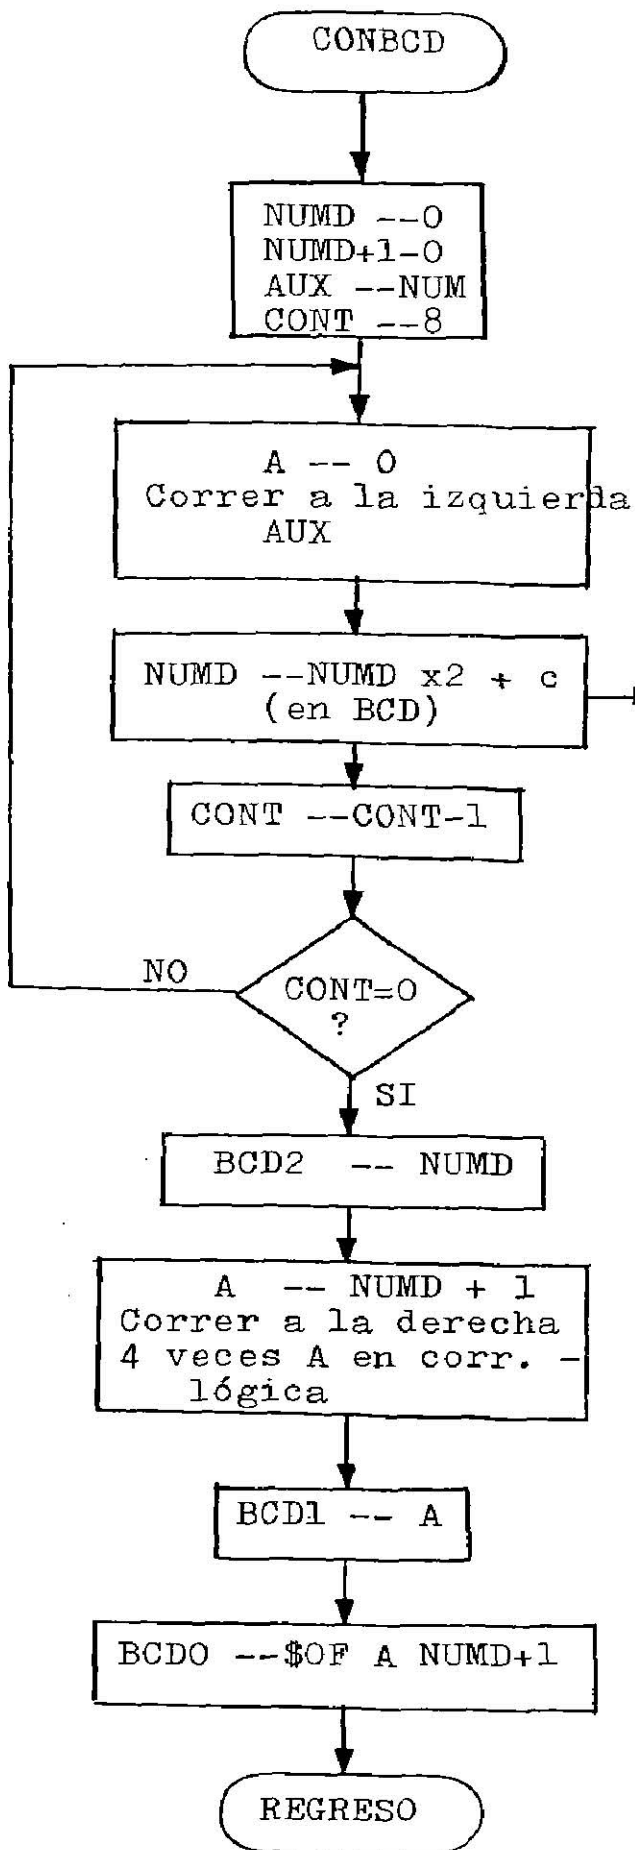 CONBCD
NUMD --0
NUMD+1-0
AUX --NUM
CONT --8
A -- 0
Correr a la izquierda
AUX
NUMD --NUMD x2 + c
(en BCD)
CONT --CONT-1
NO
CONT=0
?
SI
BCD2 -- NUMD
A -- NUMD + 1
Correr a la derecha
4 veces A en corr. -
lógica
BCD1 -- A
BCD0 --$0F A NUMD+1
REGRESO